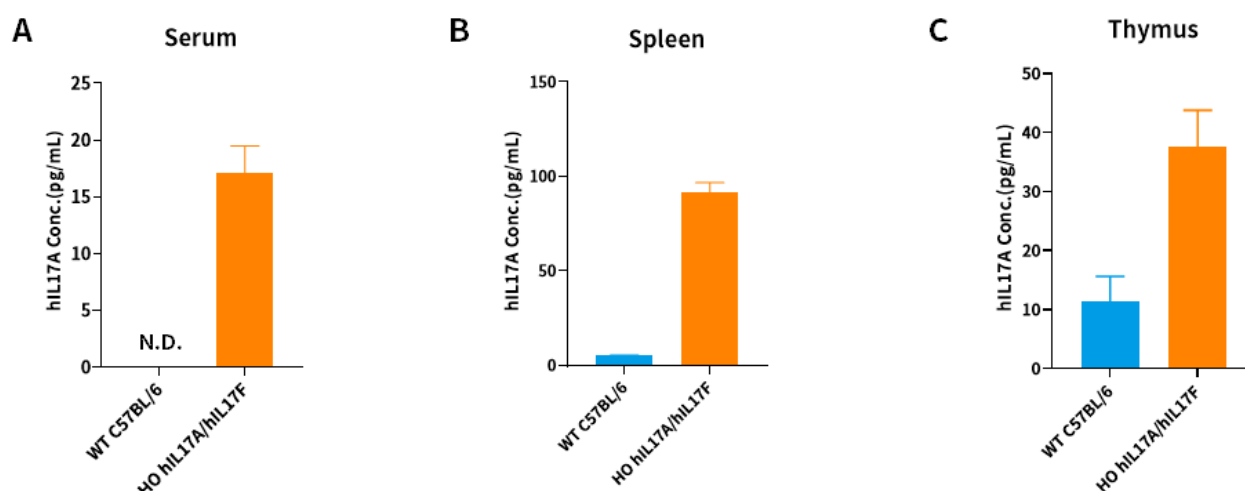 A
Serum
hIL17A Conc.(pg/mL)
25
20
15
10
5
0
N.D.
WT C57BL/6
HO hIL17A/hIL17F
B
Spleen
hIL17A Conc.(pg/mL)
150
100
50
0
WT C57BL/6
HO hIL17A/hIL17F
C
Thymus
hIL17A Conc.(pg/mL)
50
40
30
20
10
0
WT C57BL/6
HO hIL17A/hIL17F